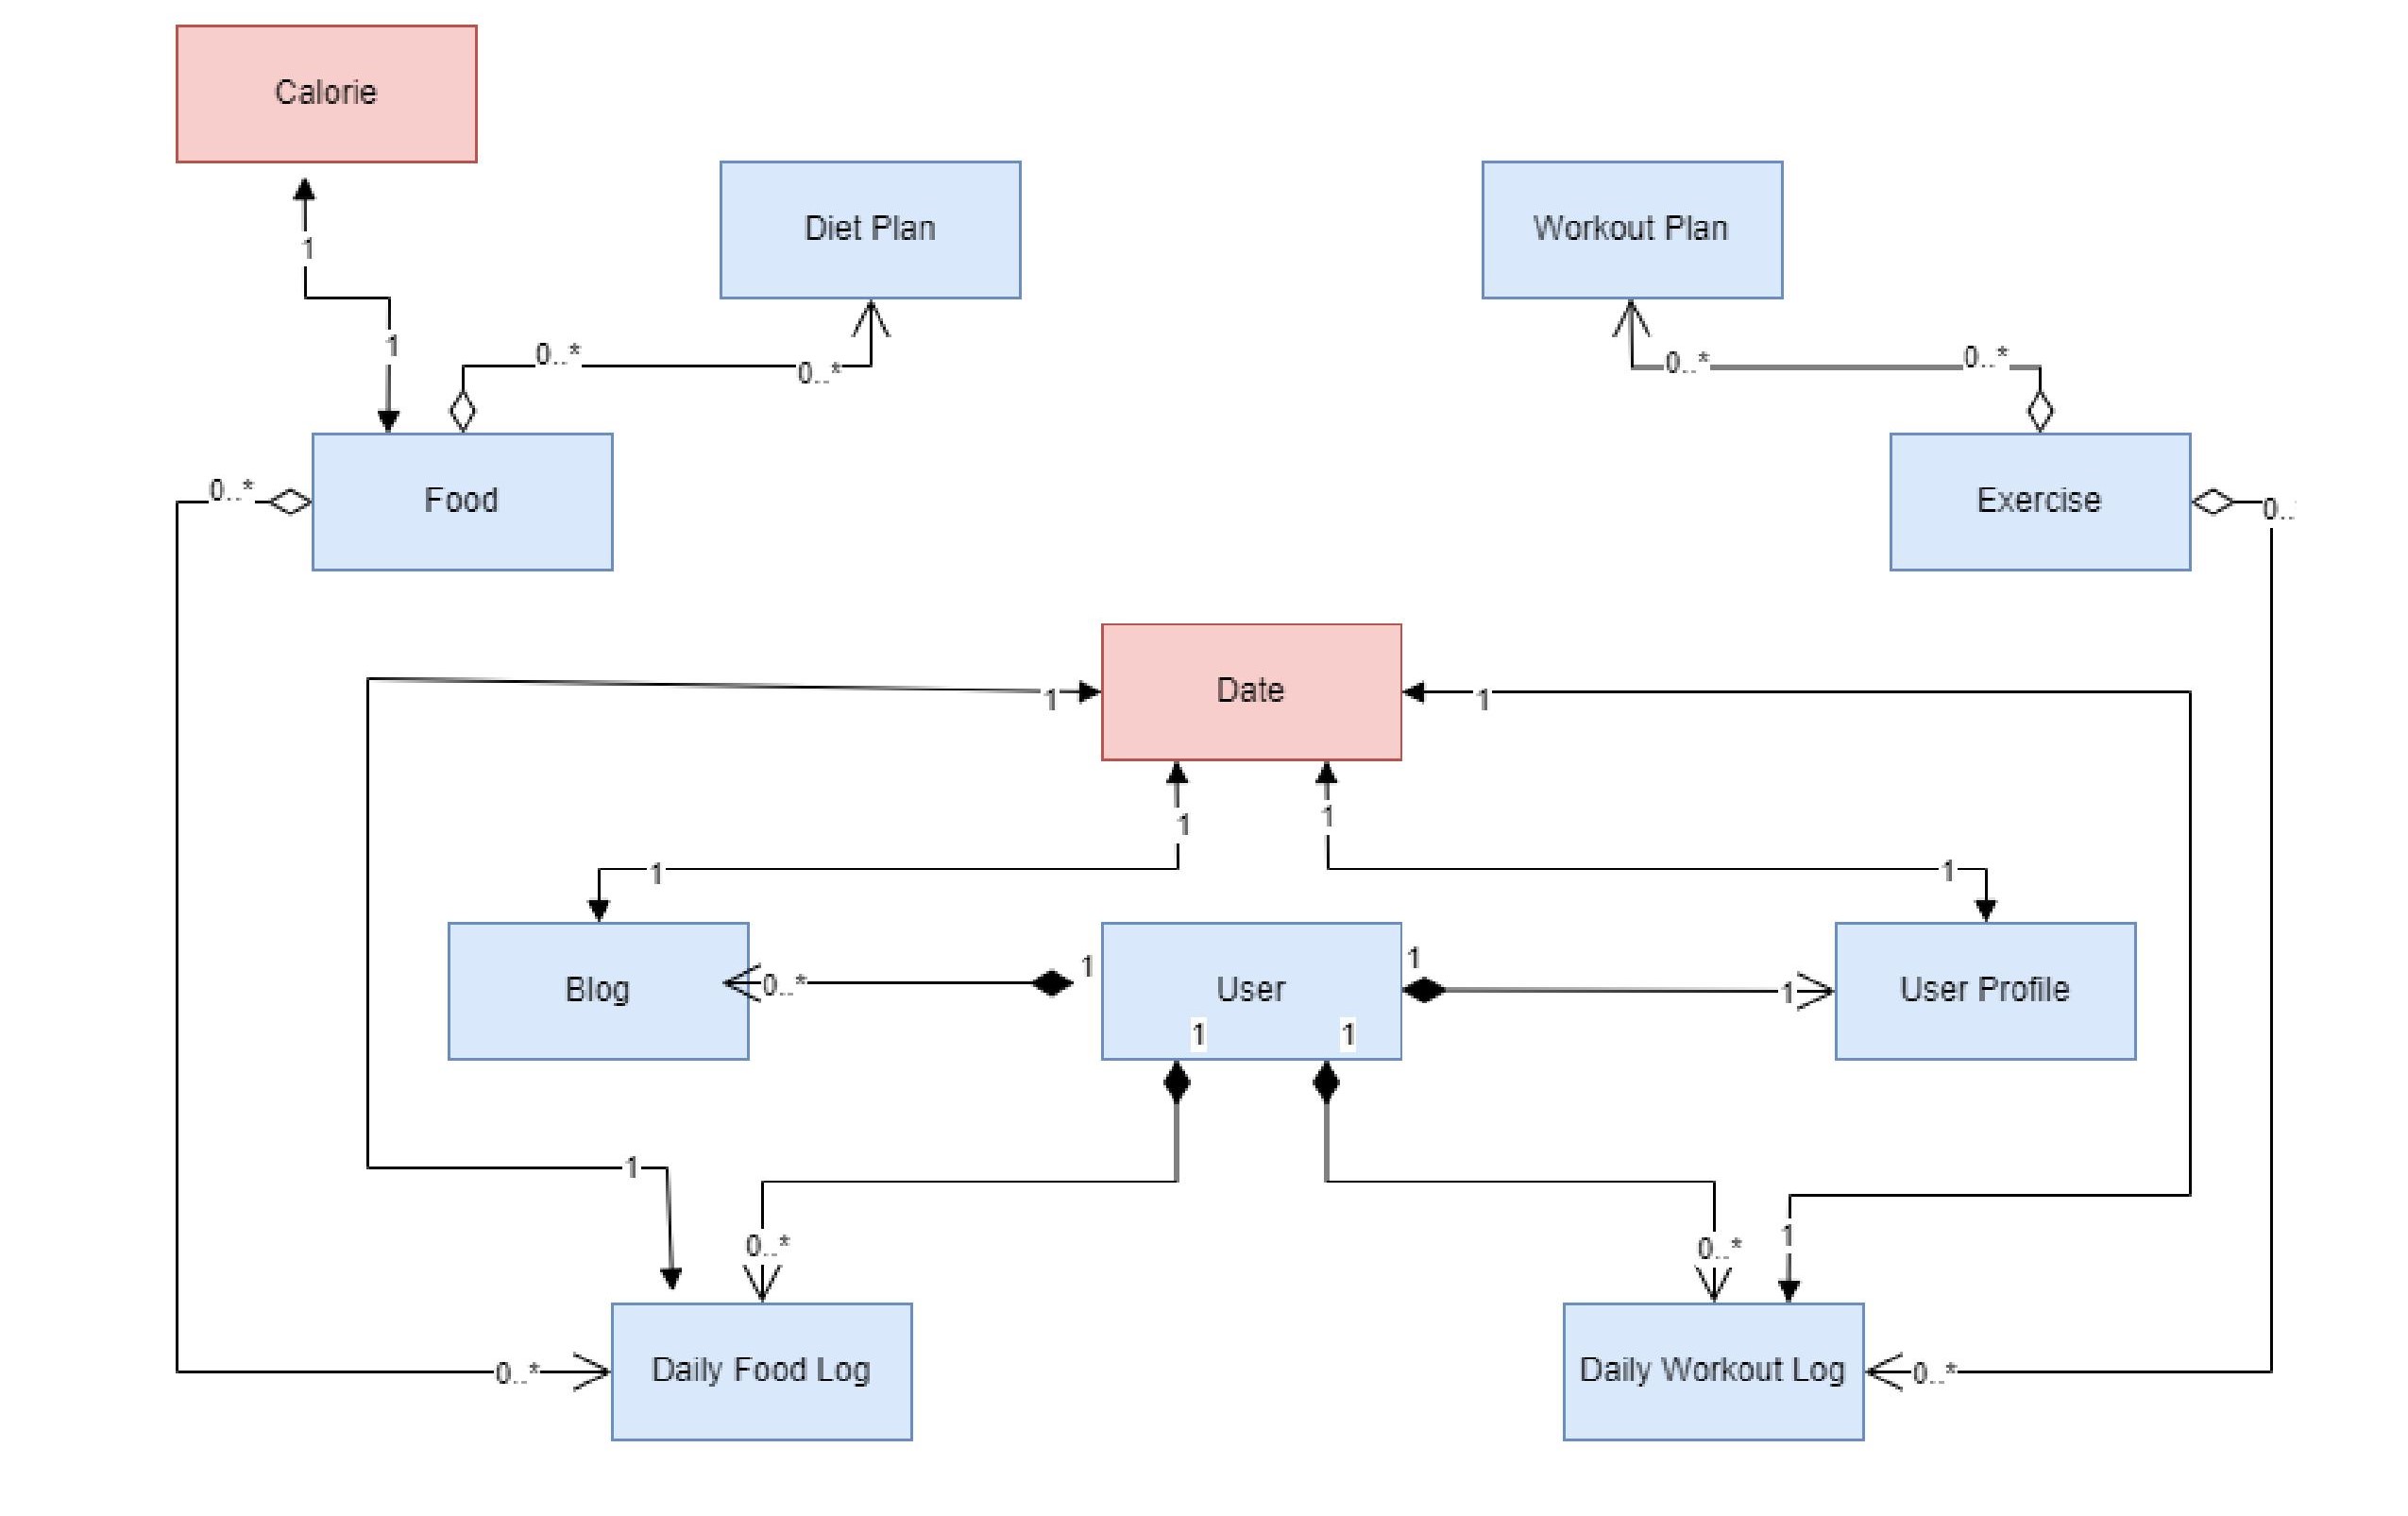 Calorie
Diet Plan
Workout Plan
1
1
0..*
0..*
0..*
0..*
Food
Exercise
0..*
0..
Date
1
1
1
1
1
1
Blog
User
User Profile
0..*
1
1
1
1
1
1
0..*
0..*
1
Daily Food Log
Daily Workout Log
0..*
0..*